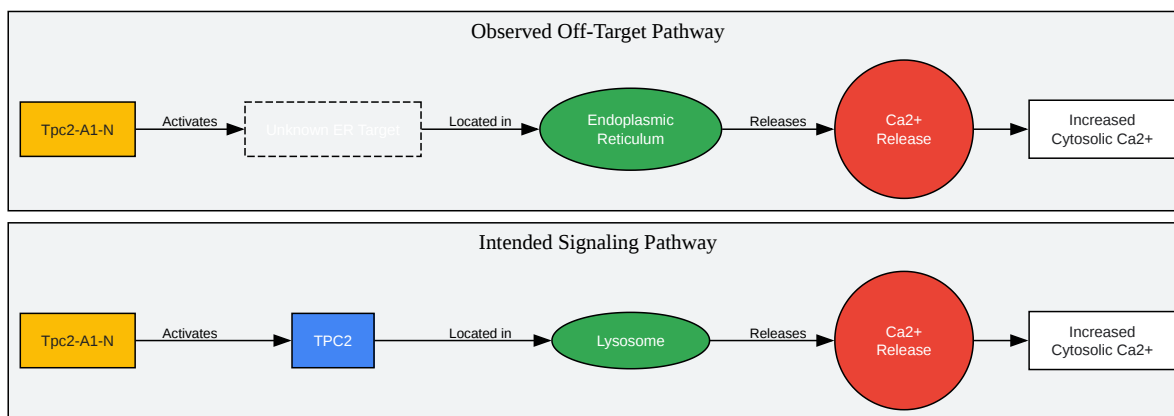 Observed Off-Target Pathway
Tpc2-A1-N
Activates
Unknown ER Target
Located in
Endoplasmic
Reticulum
Releases
Ca2+
Release
Increased
Cytosolic Ca2+
Intended Signaling Pathway
Tpc2-A1-N
Activates
TPC2
Located in
Lysosome
Releases
Ca2+
Release
Increased
Cytosolic Ca2+